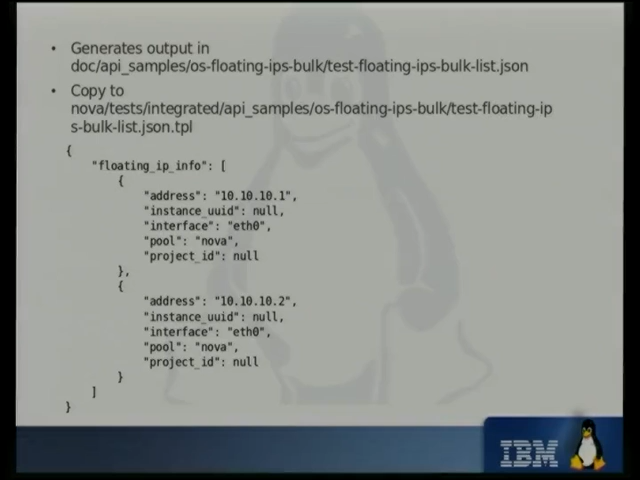 • Generates output in
doc/api_samples/os-floating-ips-bulk/test-floating-ips-bulk-list.json
• Copy to
nova/tests/integrated/api_samples/os-floating-ips-bulk/test-floating-ip
s-bulk-list.json.tpl
{
"floating_ip_info": [
{
"address": "10.10.10.1",
"instance_uuid": null,
"interface": "eth0",
"pool": "nova",
"project_id": null
},
{
"address": "10.10.10.2",
"instance_uuid": null,
"interface": "eth0",
"pool": "nova",
"project_id": null
}
]
}
IBM